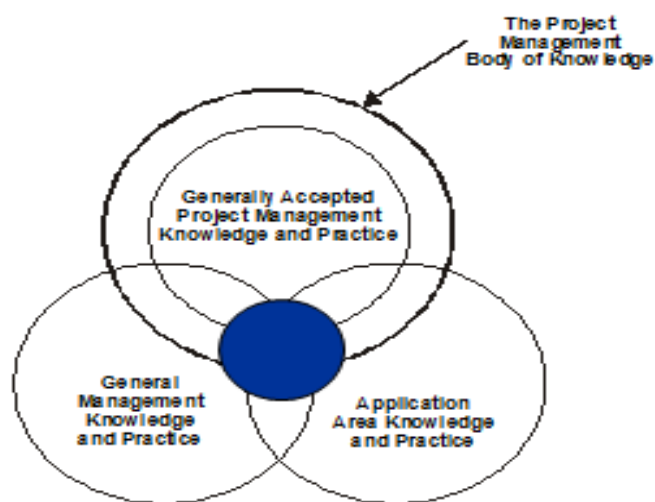 The Project
Management
Body of Knowledge
Generally Accepted
Project Management
Knowledge and Practice
General
Management
Knowledge
and Practice
Application
Area Knowledge
and Practice